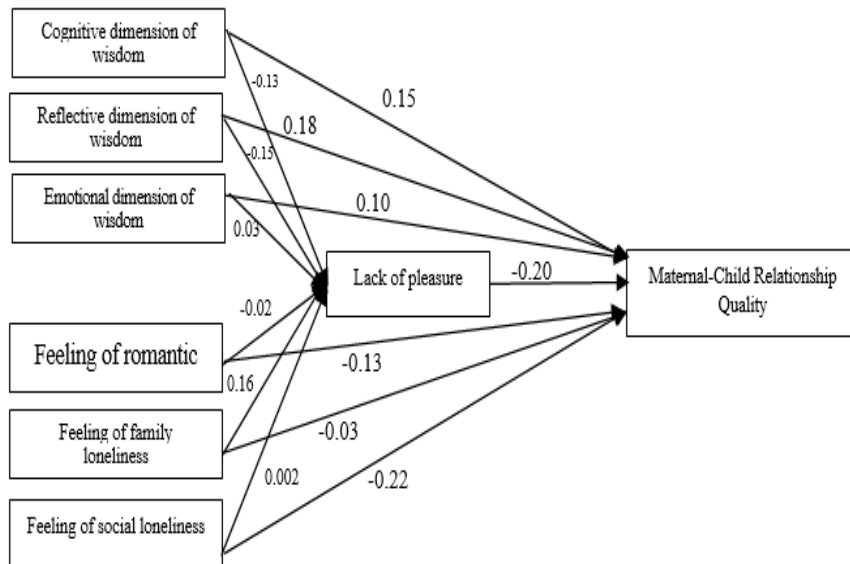 Cognitive dimension of
wisdom
-0.13
0.15
Reflective dimension of
wisdom
0.18
-0.15
Emotional dimension of
wisdom
0.10
0.03
Lack of pleasure
-0.20
Maternal-Child Relationship
Quality
-0.02
Feeling of romantic
-0.13
0.16
Feeling of family
loneliness
-0.03
0.002
-0.22
Feeling of social loneliness